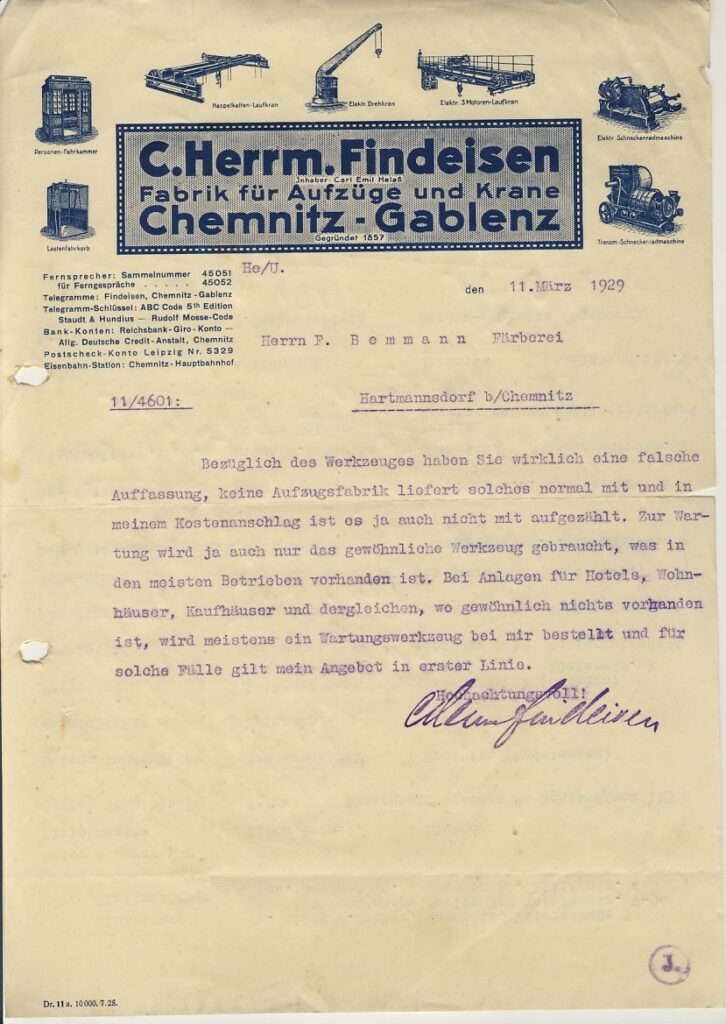 Haspelketten-Laufkran
Elektr. Drehkran
Elektr. 3 Motoren-Laufkran
Personen-Fahrkammer
Elektr. Schneckenradmaschine
C.Herrm.Findeisen
Inhaber Carl Emil Helaß
Fabrik für Aufzüge und Krane
Chemnitz - Gablenz
Gegründet 1857
Lastenfahrkorb
Transm.-Schneckenradmaschine
Fernsprecher: Sammelnummer 45051
für Ferngespräche . . . . . 45052
Telegramme: Findeisen, Chemnitz-Gablenz
Telegramm-Schlüssel: ABC Code 5th Edition
Staudt & Hundius — Rudolf Mosse-Code
Bank-Konten: Reichsbank-Giro-Konto —
Allg. Deutsche Credit-Anstalt, Chemnitz
Postscheck-Konto Leipzig Nr. 5329
Eisenbahn-Station: Chemnitz-Hauptbahnhof
He/U.
den 11.März 1929
Herrn F. Bemmann Färberei
11/4601:
Hartmannsdorf b/Chemnitz
Bezüglich des Werkzeuges haben Sie wirklich eine falsche
Auffassung, keine Aufzugsfabrik liefert solches normal mit und in
meinem Kostenanschlag ist es ja auch nicht mit aufgezählt. Zur War-
tung wird ja auch nur das gewöhnliche Werkzeug gebraucht, was in
den meisten Betrieben vorhanden ist. Bei Anlagen für Hotels, Wohn-
häuser, Kaufhäuser und dergleichen, wo gewöhnlich nichts vorhanden
ist, wird meistens ein Wartungswerkzeug bei mir bestellt und für
solche Fälle gilt mein Angebot in erster Linie.
Hochachtungsvoll!
Findeisen
J.
Dr. 11 a. 10 000. 7. 28.